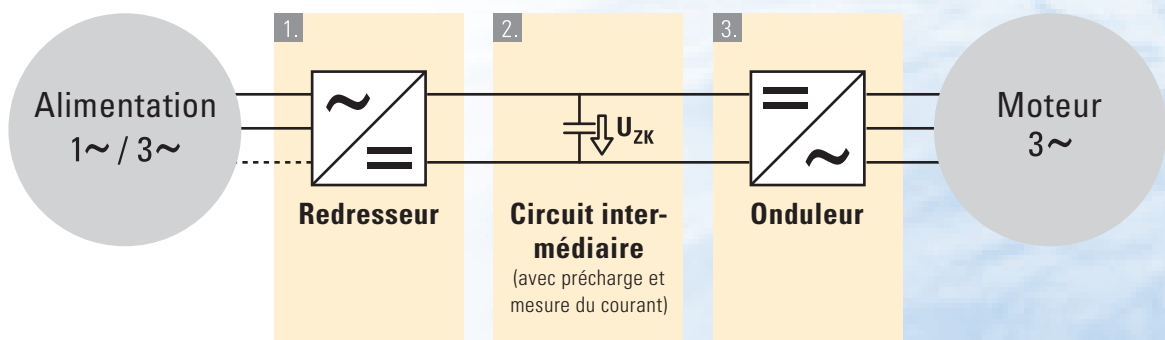 1.
2.
3.
Alimentation
1~ / 3~
U_ZK
Moteur
3~
Redresseur
Circuit inter-
médiaire
(avec précharge et
mesure du courant)
Onduleur